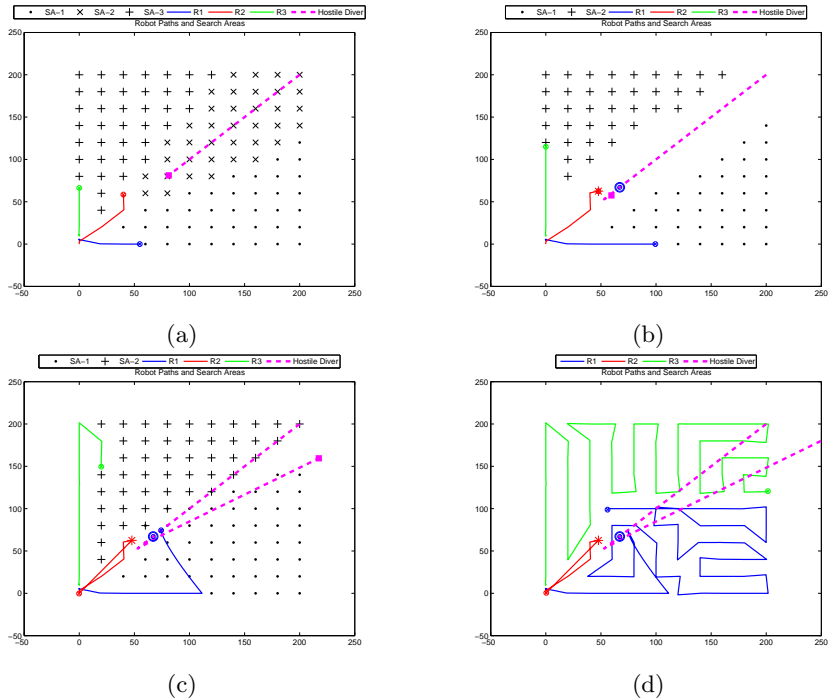 SA-1 SA-2 SA-3 R1 R2 R3 Hostile Diver
Robot Paths and Search Areas
250
200
150
100
50
0
−50
−50 0 50 100 150 200 250
(a)
SA-1 SA-2 R1 R2 R3 Hostile Diver
Robot Paths and Search Areas
250
200
150
100
50
0
−50
−50 0 50 100 150 200 250
(b)
SA-1 SA-2 R1 R2 R3 Hostile Diver
Robot Paths and Search Areas
250
200
150
100
50
0
−50
−50 0 50 100 150 200 250
(c)
R1 R2 R3 Hostile Diver
Robot Paths and Search Areas
250
200
150
100
50
0
−50
−50 0 50 100 150 200 250
(d)